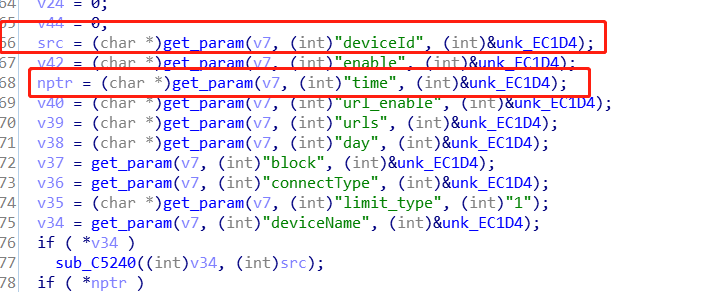 64 v24 = 0;
65 v44 = 0;
66 src = (char *)get_param(v7, (int)"deviceId", (int)&unk_EC1D4);
67 v42 = (char *)get_param(v7, (int)"enable", (int)&unk_EC1D4);
68 nptr = (char *)get_param(v7, (int)"time", (int)&unk_EC1D4);
69 v40 = (char *)get_param(v7, (int)"url_enable", (int)&unk_EC1D4);
70 v39 = (char *)get_param(v7, (int)"urls", (int)&unk_EC1D4);
71 v38 = (char *)get_param(v7, (int)"day", (int)&unk_EC1D4);
72 v37 = get_param(v7, (int)"block", (int)&unk_EC1D4);
73 v36 = get_param(v7, (int)"connectType", (int)&unk_EC1D4);
74 v35 = (char *)get_param(v7, (int)"limit_type", (int)"1");
75 v34 = get_param(v7, (int)"deviceName", (int)&unk_EC1D4);
76 if ( *v34 )
77 sub_C5240((int)v34, (int)src);
78 if ( *nptr )